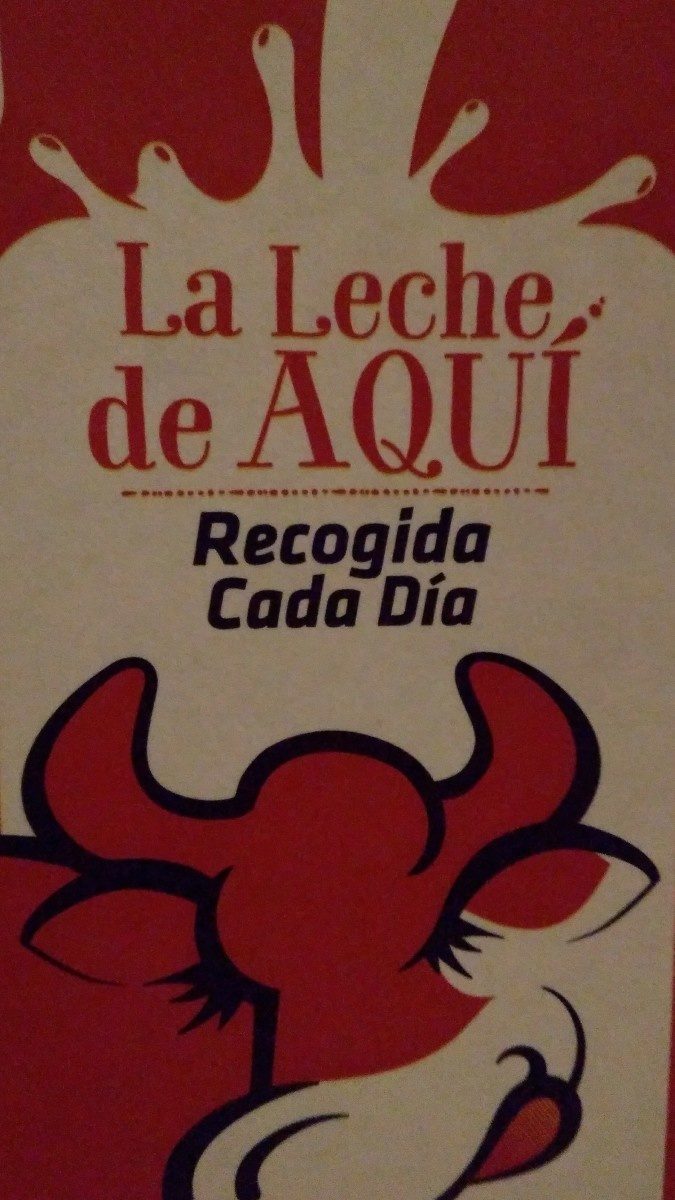 La Leche
de AQUÍ
Recogida
Cada Día